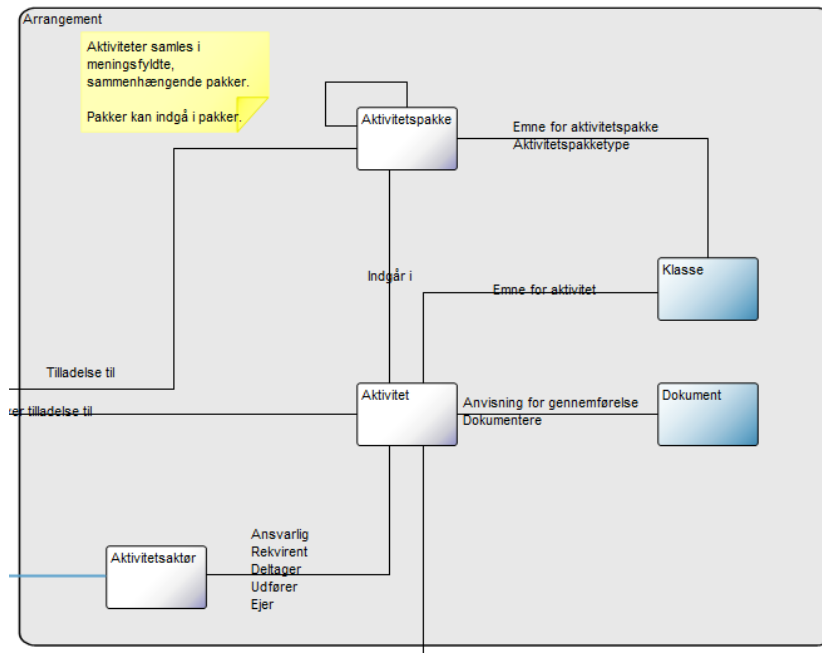 Arrangement
Aktiviteter samles i
meningsfyldte,
sammenhængende pakker.
Pakker kan indgå i pakker.
Aktivitetspakke
Emne for aktivitetspakke
Aktivitetspakketype
Klasse
Indgår i
Emne for aktivitet
Tilladelse til
Aktivitet
Anvisning for gennemførelse
Dokument
tilladelse til
Dokumentere
Aktivitetsaktør
Ansvarlig
Rekvirent
Deltager
Udfører
Ejer